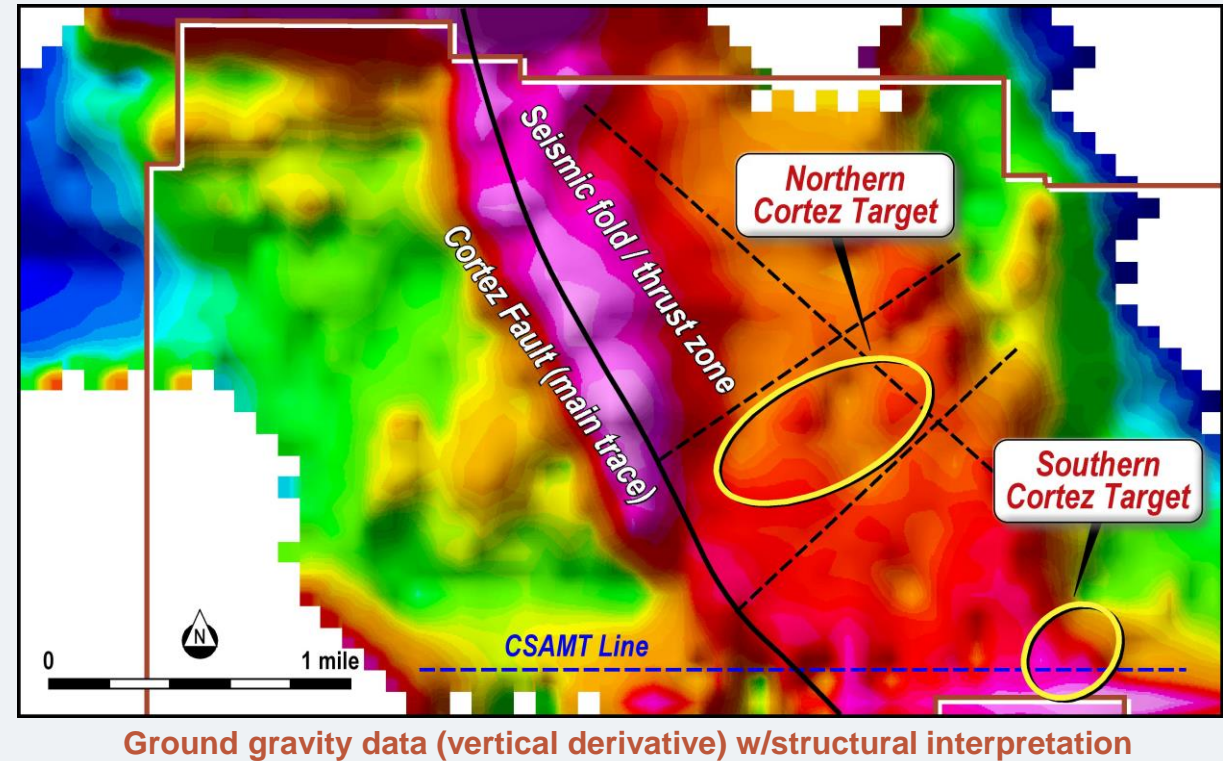 Seismic fold / thrust zone
Northern
Cortez Target
Cortez Fault (main trace)
Southern
Cortez Target
N
CSAMT Line
0 1 mile
Ground gravity data (vertical derivative) w/structural interpretation